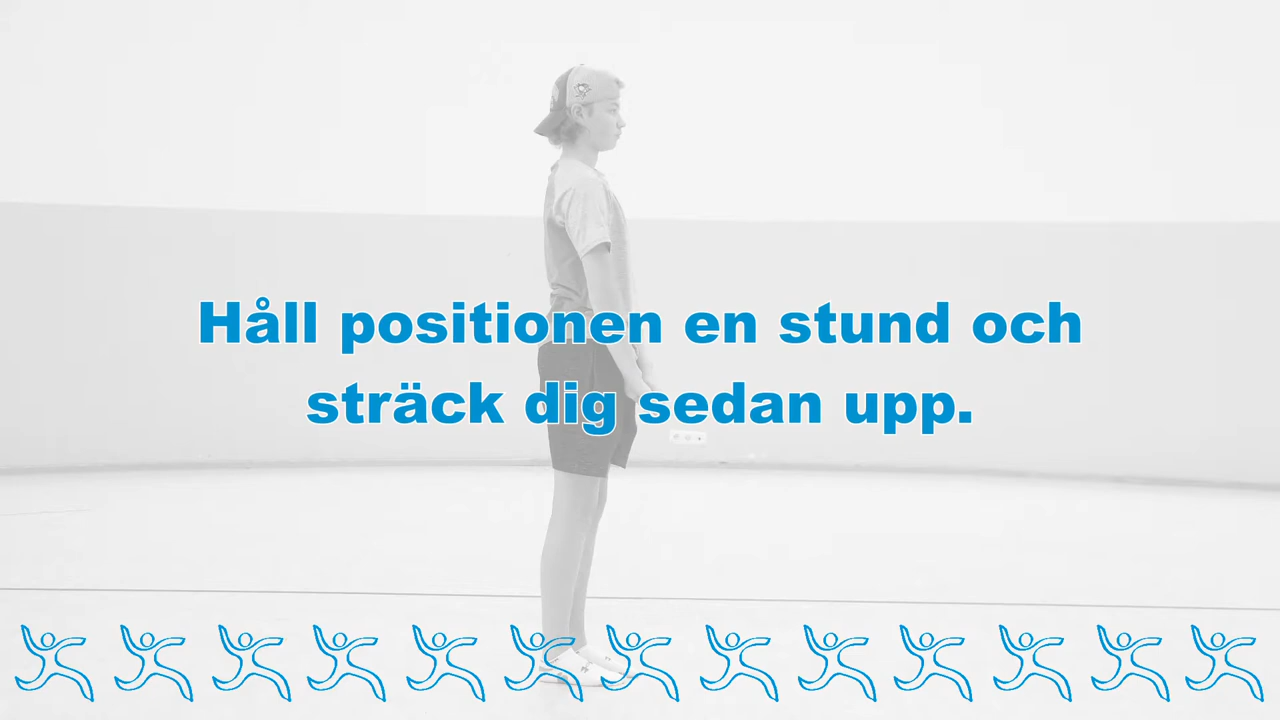 Håll positionen en stund och
sträck dig sedan upp.